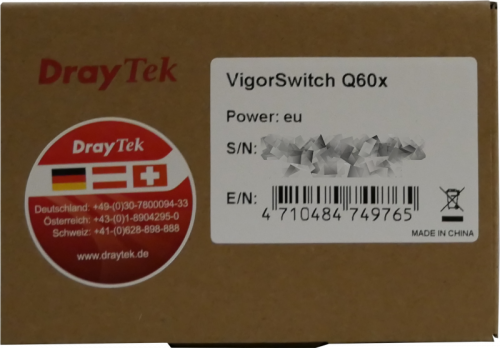 DrayTek
DrayTek
Deutschland: +49-(0)30-7800094-33
Österreich: +43-(0)1-8904295-0
Schweiz: +41-(0)628-898-888
www.draytek.de
VigorSwitch Q60x
Power: eu
S/N:
E/N:
4 710484 749765
MADE IN CHINA